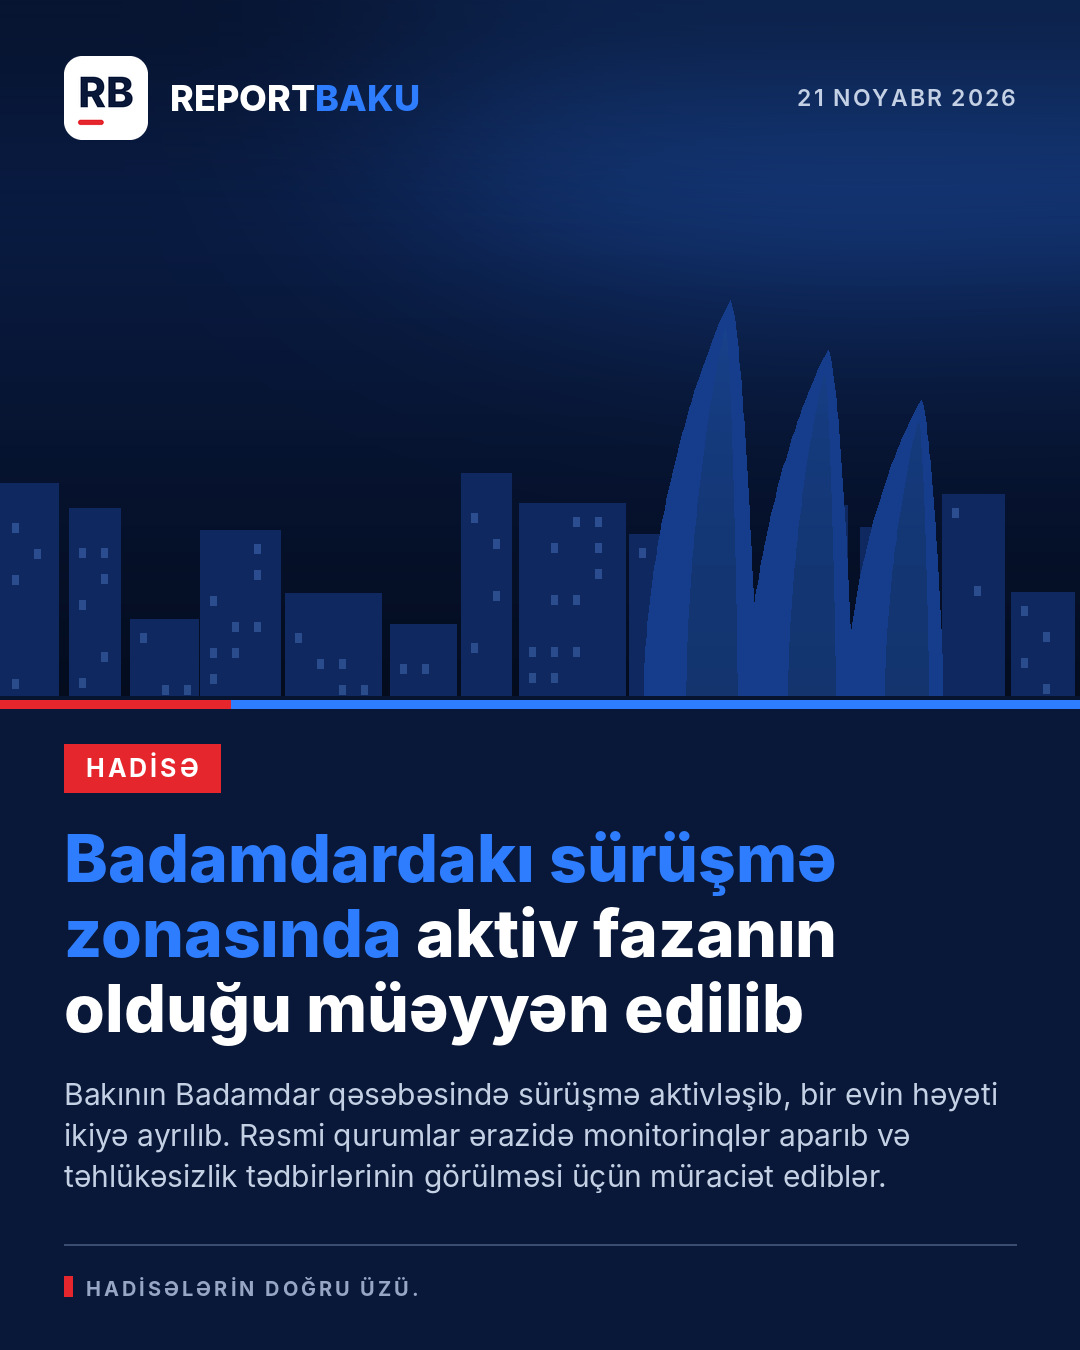 RB
REPORTBAKU
21 NOYABR 2026
HADİSƏ
Badamdardakı sürüşmə
zonasında aktiv fazanın
olduğu müəyyən edilib
Bakının Badamdar qəsəbəsində sürüşmə aktivləşib, bir evin həyəti
ikiyə ayrılıb. Rəsmi qurumlar ərazidə monitorinqlər aparıb və
təhlükəsizlik tədbirlərinin görülməsi üçün müraciət ediblər.
HADİSƏLƏRİN DOĞRU ÜZÜ.